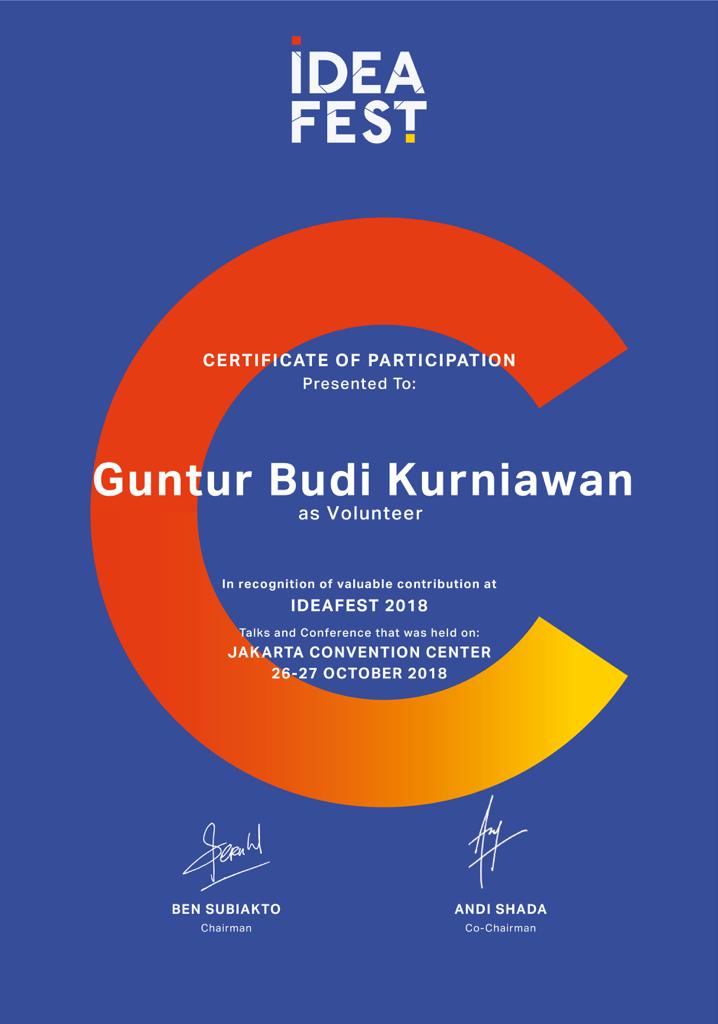 IDEA
FEST
CERTIFICATE OF PARTICIPATION
Presented To:
Guntur Budi Kurniawan
as Volunteer
In recognition of valuable contribution at
IDEAFEST 2018
Talks and Conference that was held on:
JAKARTA CONVENTION CENTER
26-27 OCTOBER 2018
BEN SUBIAKTO
Chairman
ANDI SHADA
Co-Chairman